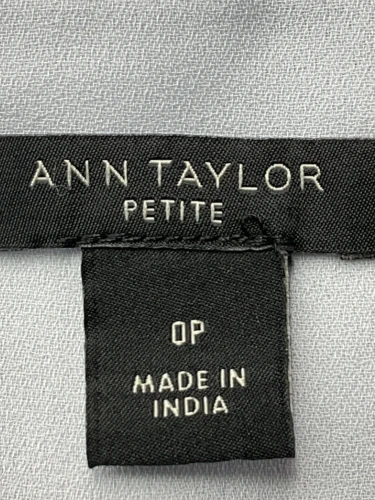 ANN TAYLOR
PETITE
0P
MADE IN
INDIA